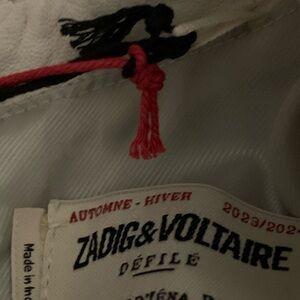 AUTOMNE - HIVER 2023/202
ZADIG&VOLTAIRE
DÉFILÉ
Made in